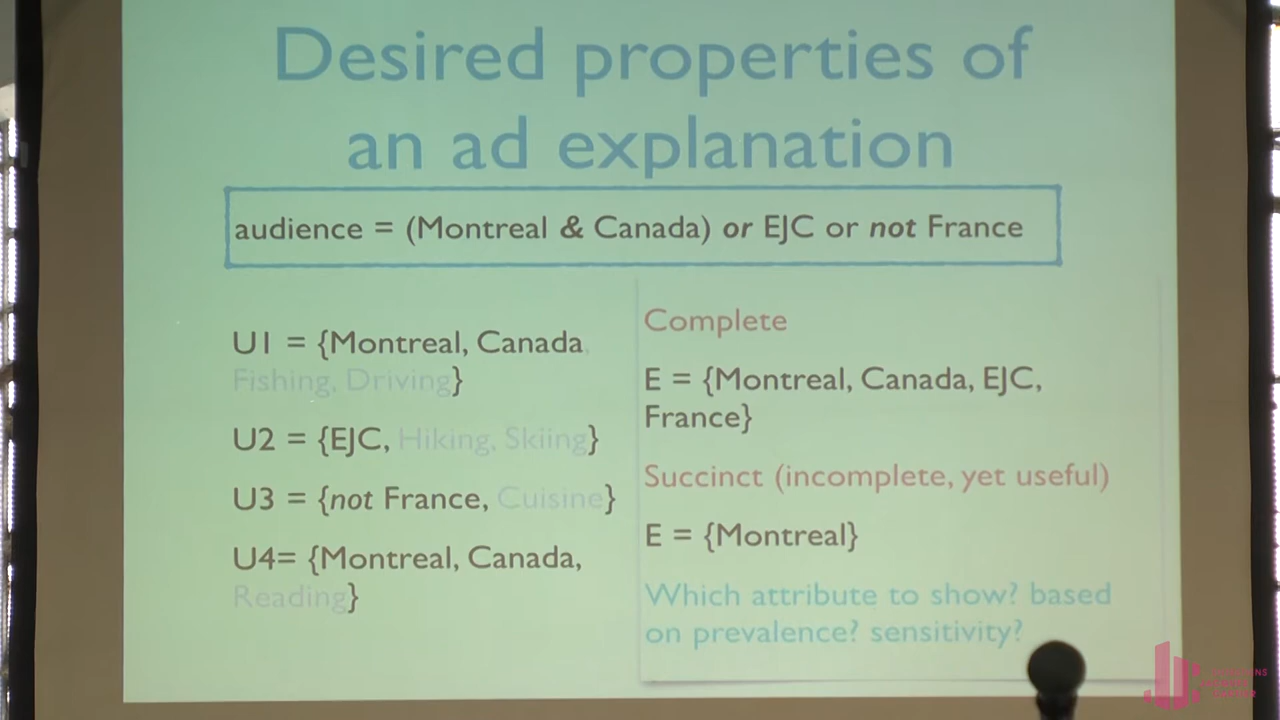 Desired properties of
an ad explanation
audience = (Montreal & Canada) or EJC or not France
U1 = {Montreal, Canada,
Fishing, Driving}
U2 = {EJC, Hiking, Skiing}
U3 = {not France, Cuisine}
U4= {Montreal, Canada,
Reading}
Complete
E = {Montreal, Canada, EJC,
France}
Succinct (incomplete, yet useful)
E = {Montreal}
Which attribute to show? based
on prevalence? sensitivity?